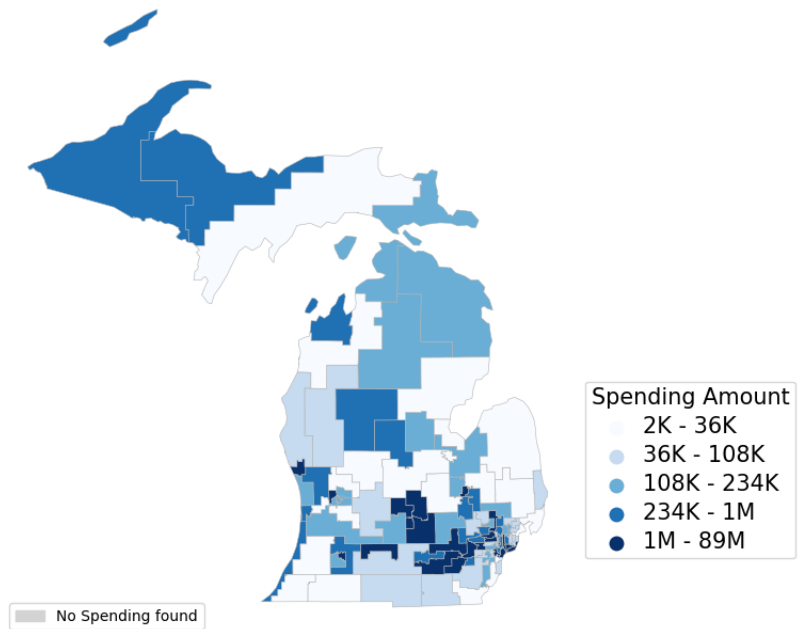 Spending Amount
2K - 36K
36K - 108K
108K - 234K
234K - 1M
1M - 89M
No Spending found